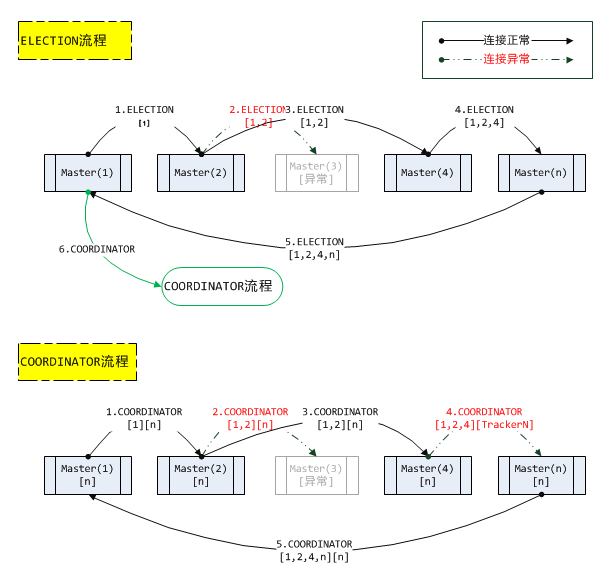 ELECTION流程
连接正常
连接异常
1.ELECTION
[1]
2.ELECTION
[1,2]
3.ELECTION
[1,2]
4.ELECTION
[1,2,4]
Master(1)
Master(2)
Master(3)
[异常]
Master(4)
Master(n)
5.ELECTION
[1,2,4,n]
6.COORDINATOR
COORDINATOR流程
COORDINATOR流程
1.COORDINATOR
[1][n]
2.COORDINATOR
[1,2][n]
3.COORDINATOR
[1,2][n]
4.COORDINATOR
[1,2,4][TrackerN]
Master(1)
[n]
Master(2)
[n]
Master(3)
[异常]
Master(4)
[n]
Master(n)
[n]
5.COORDINATOR
[1,2,4,n][n]